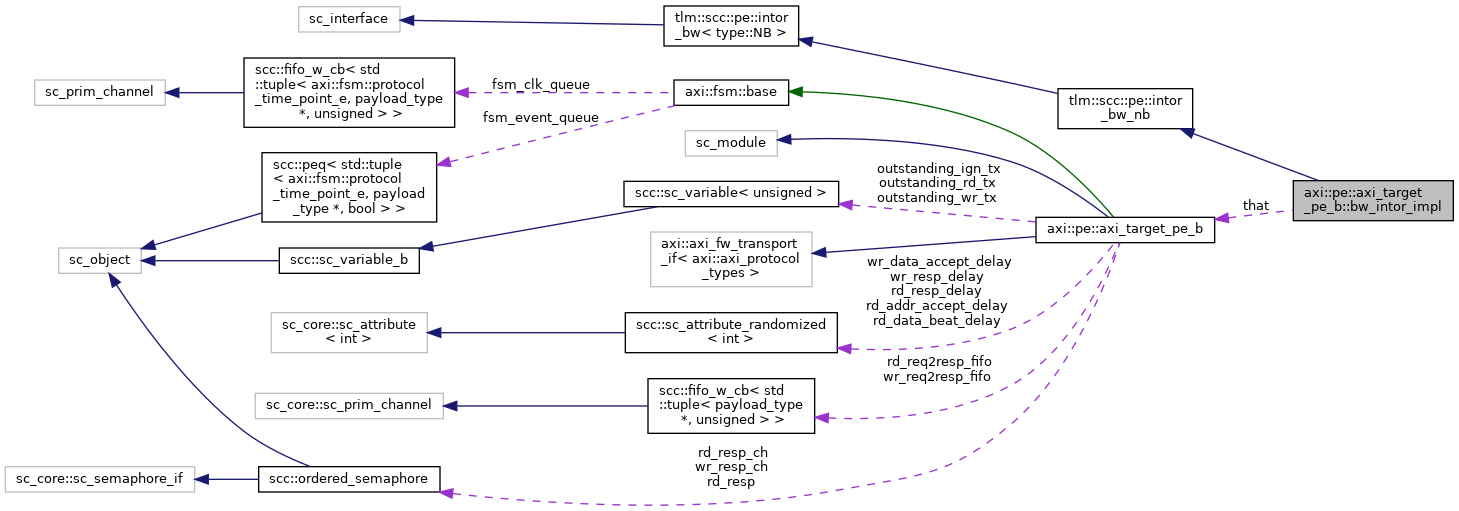 sc_interface
tlm::scc::pe::intor
_bw< type::NB >
sc_prim_channel
scc::fifo_w_cb< std
::tuple< axi::fsm::protocol
_time_point_e, payload_type
*, unsigned > >
fsm_clk_queue
fsm_event_queue
axi::fsm::base
tlm::scc::pe::intor
_bw_nb
sc_module
scc::peq< std::tuple
< axi::fsm::protocol
_time_point_e, payload
_type *, bool > >
scc::sc_variable< unsigned >
outstanding_ign_tx
outstanding_rd_tx
outstanding_wr_tx
axi::pe::axi_target
_pe_b::bw_intor_impl
that
axi::pe::axi_target_pe_b
sc_object
scc::sc_variable_b
axi::axi_fw_transport
_if< axi::axi_protocol
_types >
wr_data_accept_delay
wr_resp_delay
rd_resp_delay
rd_addr_accept_delay
rd_data_beat_delay
sc_core::sc_attribute
< int >
scc::sc_attribute_randomized
< int >
rd_req2resp_fifo
wr_req2resp_fifo
sc_core::sc_prim_channel
scc::fifo_w_cb< std
::tuple< payload_type
*, unsigned > >
rd_resp_ch
wr_resp_ch
rd_resp
sc_core::sc_semaphore_if
scc::ordered_semaphore